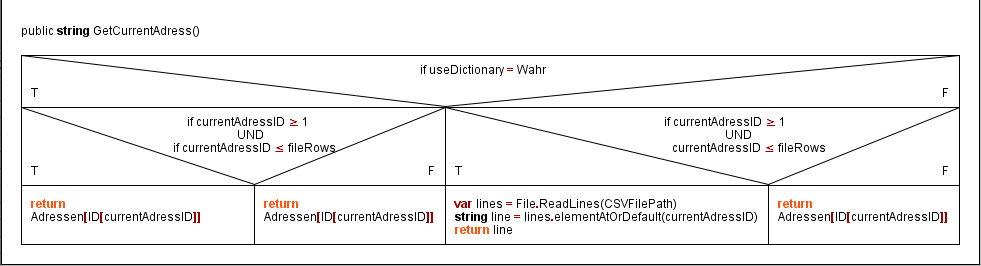 public string GetCurrentAdress()
if useDictionary = Wahr
T
F
if currentAdressID ≥ 1
UND
if currentAdressID ≤ fileRows
T
F
if currentAdressID ≥ 1
UND
currentAdressID ≤ fileRows
T
F
return
Adressen[ID[currentAdressID]]
return
Adressen[ID[currentAdressID]]
var lines = File.ReadLines(CSVFilePath)
string line = lines.elementAtOrDefault(currentAdressID)
return line
return
Adressen[ID[currentAdressID]]